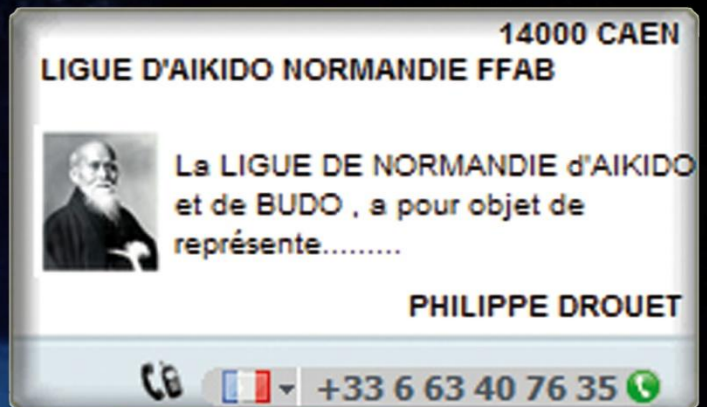 14000 CAEN
LIGUE D'AIKIDO NORMANDIE FFAB
La LIGUE DE NORMANDIE d'AIKIDO
et de BUDO , a pour objet de
représente.........
PHILIPPE DROUET
+33 6 63 40 76 35